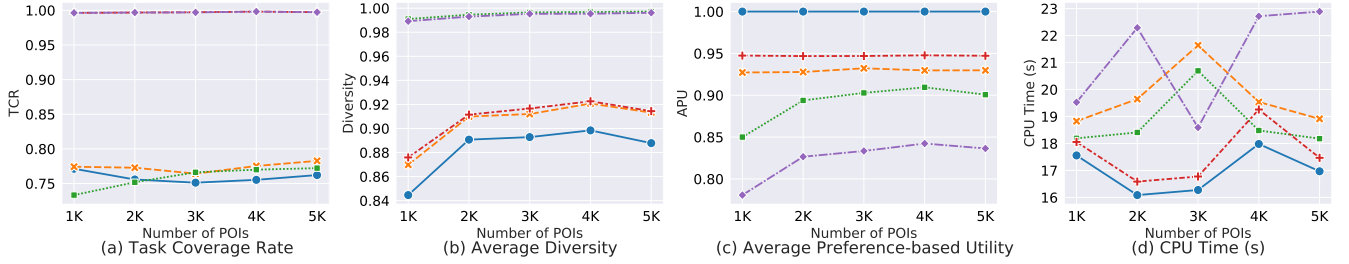 TCR
1.00
0.95
0.90
0.85
0.80
0.75
1K 2K 3K 4K 5K
Number of POIs
(a) Task Coverage Rate
Diversity
1.00
0.98
0.96
0.94
0.92
0.90
0.88
0.86
0.84
1K 2K 3K 4K 5K
Number of POIs
(b) Average Diversity
APU
1.00
0.95
0.90
0.85
0.80
1K 2K 3K 4K 5K
Number of POIs
(c) Average Preference-based Utility
CPU Time (s)
23
22
21
20
19
18
17
16
1K 2K 3K 4K 5K
Number of POIs
(d) CPU Time (s)